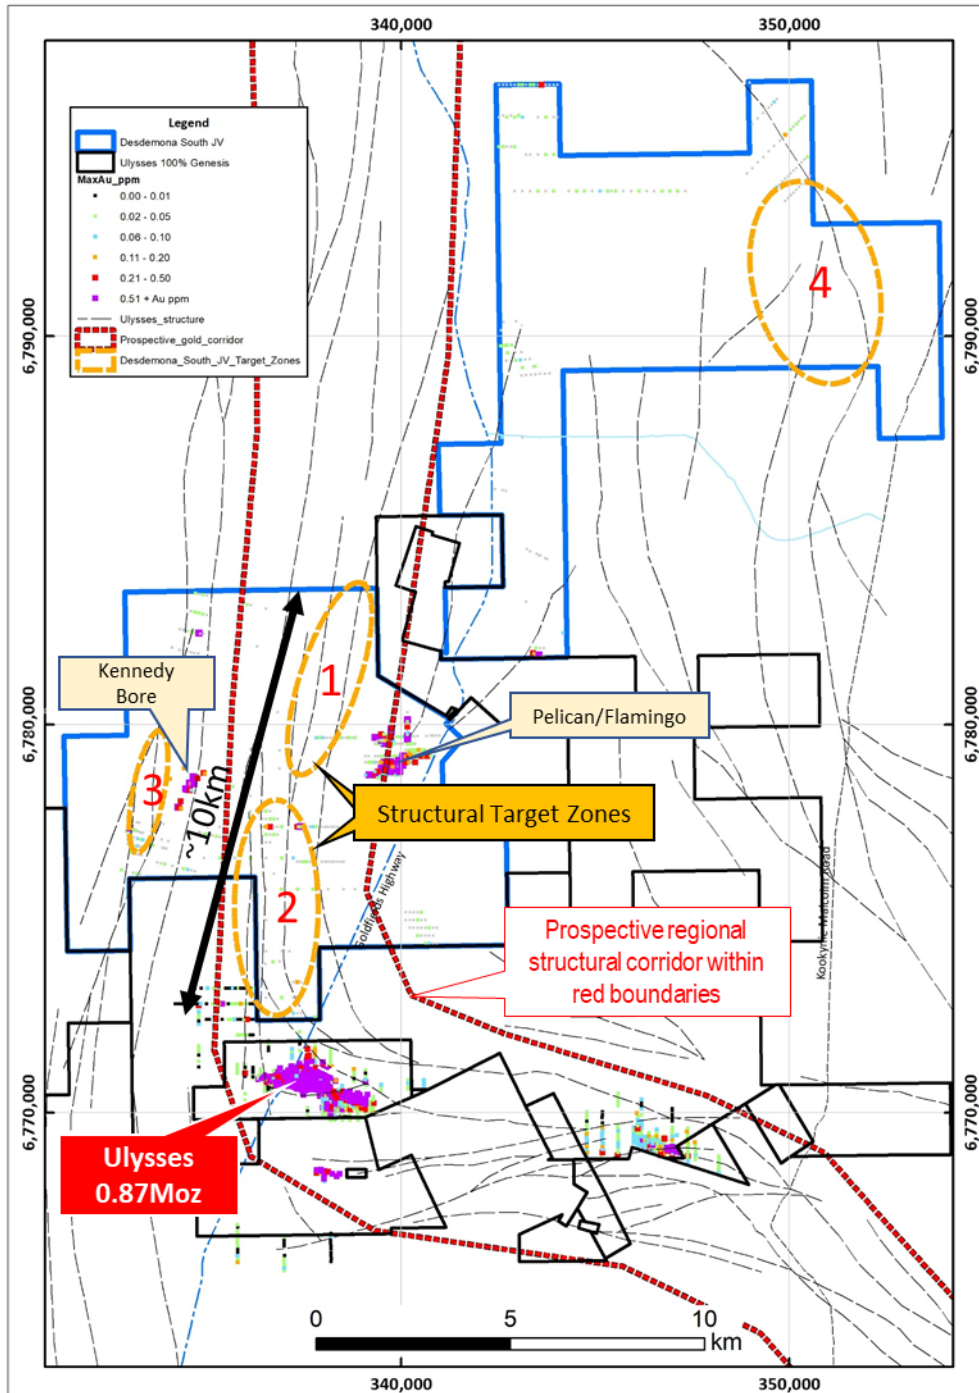 340,000
350,000
Legend
Desdemona South JV
Ulysses 100% Genesis
MaxAu_ppm
0.00 - 0.01
0.02 - 0.05
0.06 - 0.10
0.11 - 0.20
0.21 - 0.50
0.51 + Au ppm
Ulysses_structure
Prospective_gold_corridor
Desdemona_South_JV_Target_Zones
4
6,790,000
6,790,000
1
Kennedy
Bore
Pelican/Flamingo
6,780,000
6,780,000
3
~10km
Structural Target Zones
2
Goldfields Highway
Kookynie Malcolm Road
Prospective regional
structural corridor within
red boundaries
6,770,000
6,770,000
Ulysses
0.87Moz
0
5
10
km
340,000
350,000